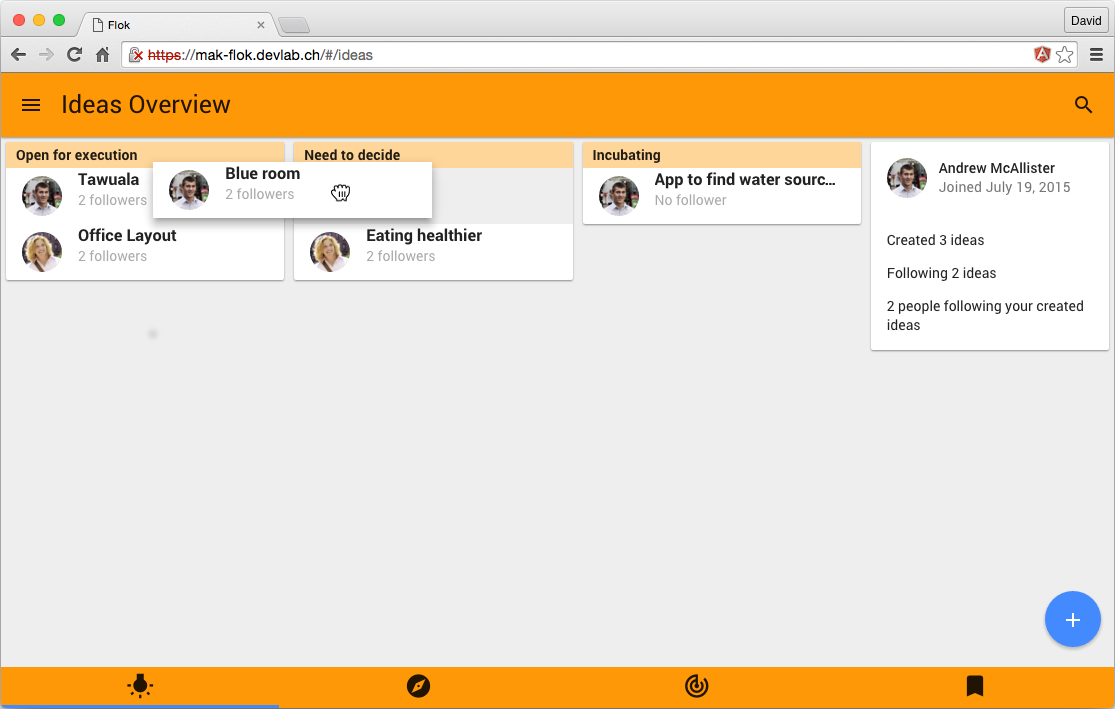 Flok
David
https://mak-flok.devlab.ch/#/ideas
Ideas Overview
Open for execution
Tawuala
2 followers
Office Layout
2 followers
Blue room
2 followers
Need to decide
Eating healthier
2 followers
Incubating
App to find water sourc...
No follower
Andrew McAllister
Joined July 19, 2015
Created 3 ideas
Following 2 ideas
2 people following your created
ideas